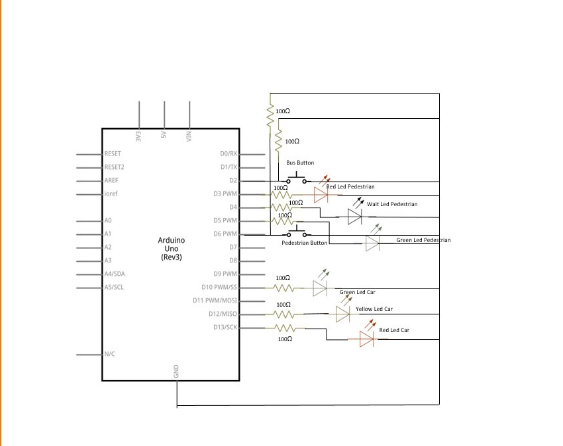 100Ω
3V3
5V
VIN
100Ω
RESET
D0/RX
RESET2
D1/TX
Bus Button
AREF
D2
ioref
D3 PWM
100Ω
Red Led Pedestrian
D4
100Ω
Wait Led Pedestrian
A0
D5 PWM
100Ω
A1
D6 PWM
Arduino
Uno
(Rev3)
Pedestrian Button
Green Led Pedestrian
A2
D7
A3
D8
A4/SDA
D9 PWM
100Ω
A5/SCL
D10 PWM/SS
Green Led Car
D11 PWM/MOSI
100Ω
D12/MISO
Yellow Led Car
D13/SCK
Red Led Car
100Ω
N/C
GND